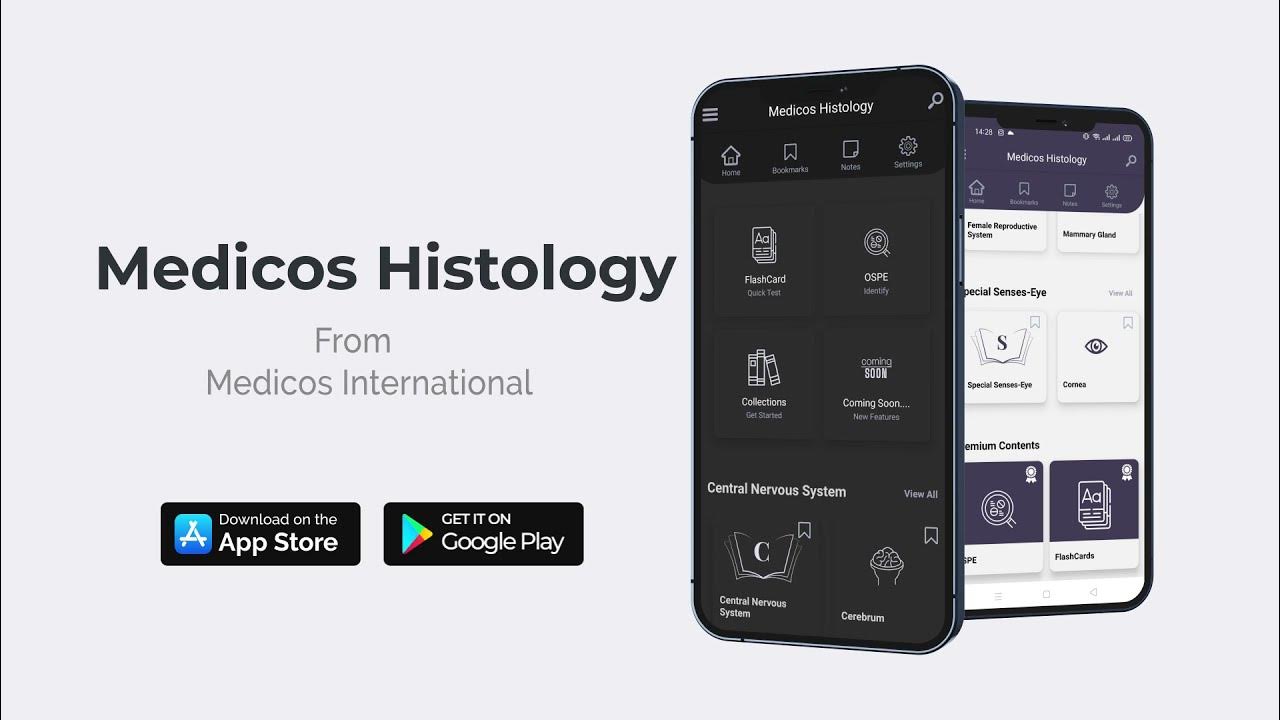 Medicos Histology
From
Medicos International
Download on the
App Store
GET IT ON
Google Play
Medicos Histology
Home
Bookmarks
Notes
Settings
Aa
FlashCard
Quick Test
OSPE
Identify
Collections
Get Started
coming
SOON
Coming Soon....
New Features
Central Nervous System
View All
C
Central Nervous
System
Cerebrum
14:28
Medicos Histology
Home
Bookmarks
Notes
Settings
Female Reproductive
System
Mammary Gland
pecial Senses-Eye
View All
S
Special Senses-Eye
Cornea
emium Contents
Aa
SPE
FlashCards